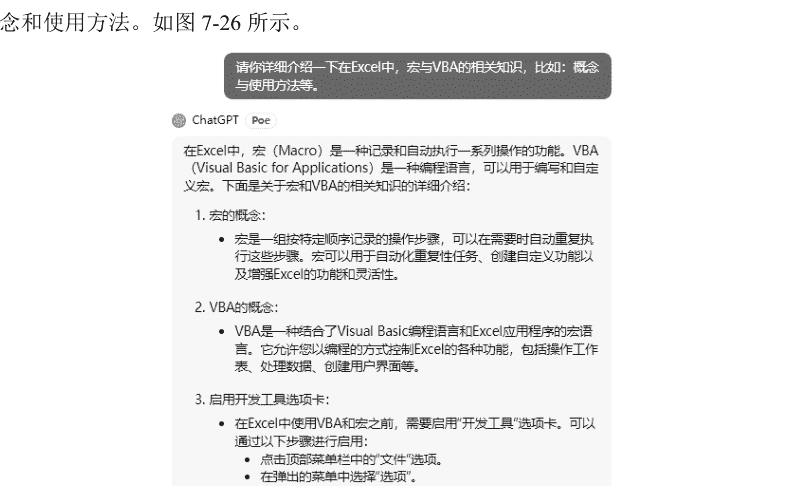 念和使用方法。如图 7-26 所示。
请你详细介绍一下在Excel中，宏与VBA的相关知识，比如：概念
与使用方法等。
ChatGPT Poe
在Excel中，宏（Macro）是一种记录和自动执行一系列操作的功能。VBA
（Visual Basic for Applications）是一种编程语言，可以用于编写和自定
义宏。下面是关于宏和VBA的相关知识的详细介绍：
1. 宏的概念：
• 宏是一组按特定顺序记录的操作步骤，可以在需要时自动重复执
行这些步骤。宏可以用于自动化重复性任务、创建自定义功能以
及增强Excel的功能和灵活性。
2. VBA的概念：
• VBA是一种结合了Visual Basic编程语言和Excel应用程序的宏语
言。它允许您以编程的方式控制Excel的各种功能，包括操作工作
表、处理数据、创建用户界面等。
3. 启用开发工具选项卡：
• 在Excel中使用VBA和宏之前，需要启用“开发工具”选项卡。可以
通过以下步骤进行启用：
• 点击顶部菜单栏中的“文件”选项。
• 在弹出的菜单中选择“选项”。